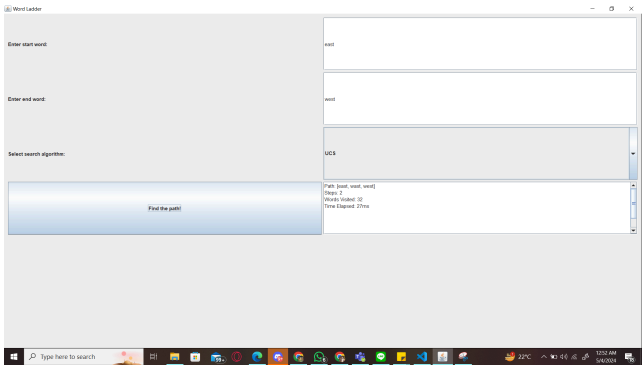 Word Ladder
Enter start word:
east
Enter end word:
west
Select search algorithm:
UCS
Find the path!
Path: [east, wast, west]
Steps: 2
Words Visited: 32
Time Elapsed: 27ms
Type here to search
99+
22°C
12:52 AM
5/4/2024